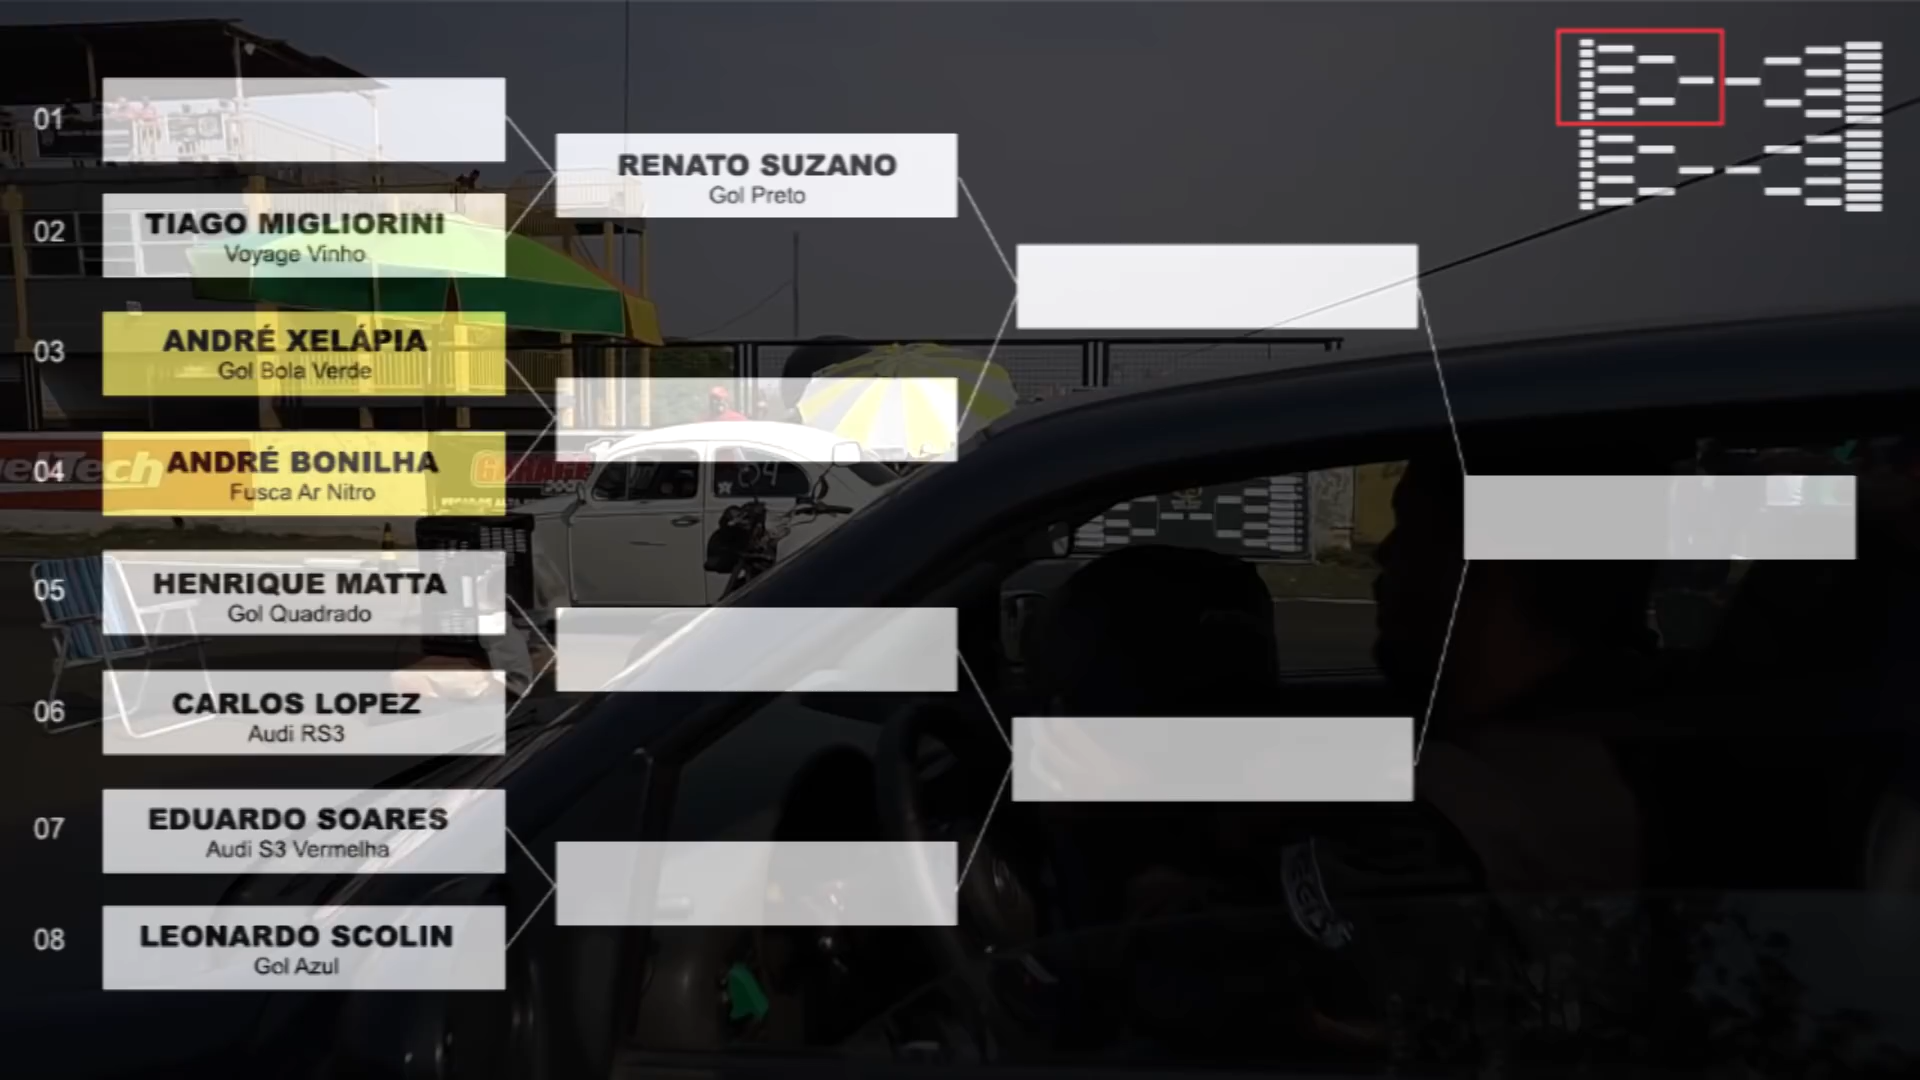 01
RENATO SUZANO
Gol Preto
02
TIAGO MIGLIORINI
Voyage Vinho
03
ANDRÉ XELÁPIA
Gol Bola Verde
04
ANDRÉ BONILHA
Fusca Ar Nitro
05
HENRIQUE MATTA
Gol Quadrado
06
CARLOS LOPEZ
Audi RS3
07
EDUARDO SOARES
Audi S3 Vermelha
08
LEONARDO SCOLIN
Gol Azul